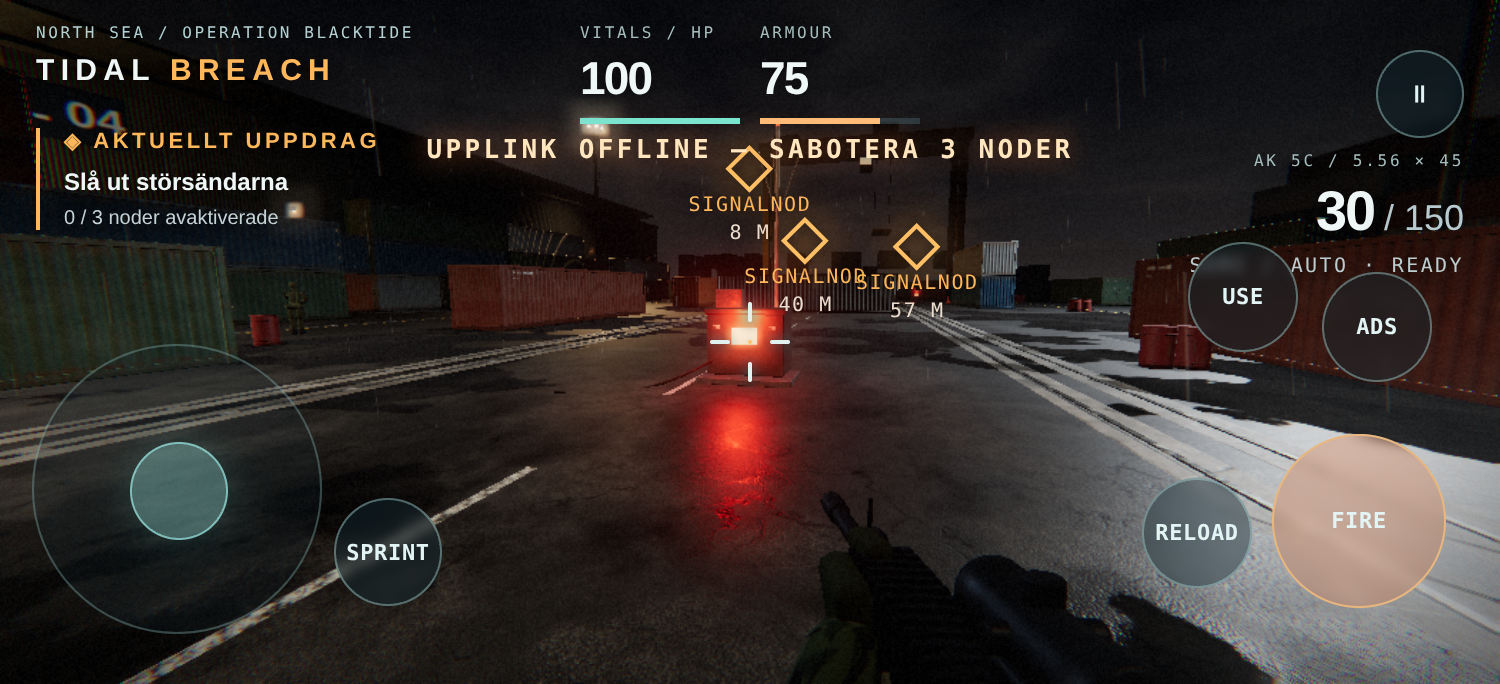 NORTH SEA / OPERATION BLACKTIDE
TIDAL BREACH
VITALS / HP
100
ARMOUR
75
- 04
◈ AKTUELLT UPPDRAG
Slå ut störsändarna
0 / 3 noder avaktiverade
UPPLINK OFFLINE — SABOTERA 3 NODER
SIGNALNOD
8 M
SIGNALNOD
40 M
SIGNALNOD
57 M
AK 5C / 5.56 × 45
30 / 150
AUTO · READY
USE
ADS
SPRINT
RELOAD
FIRE